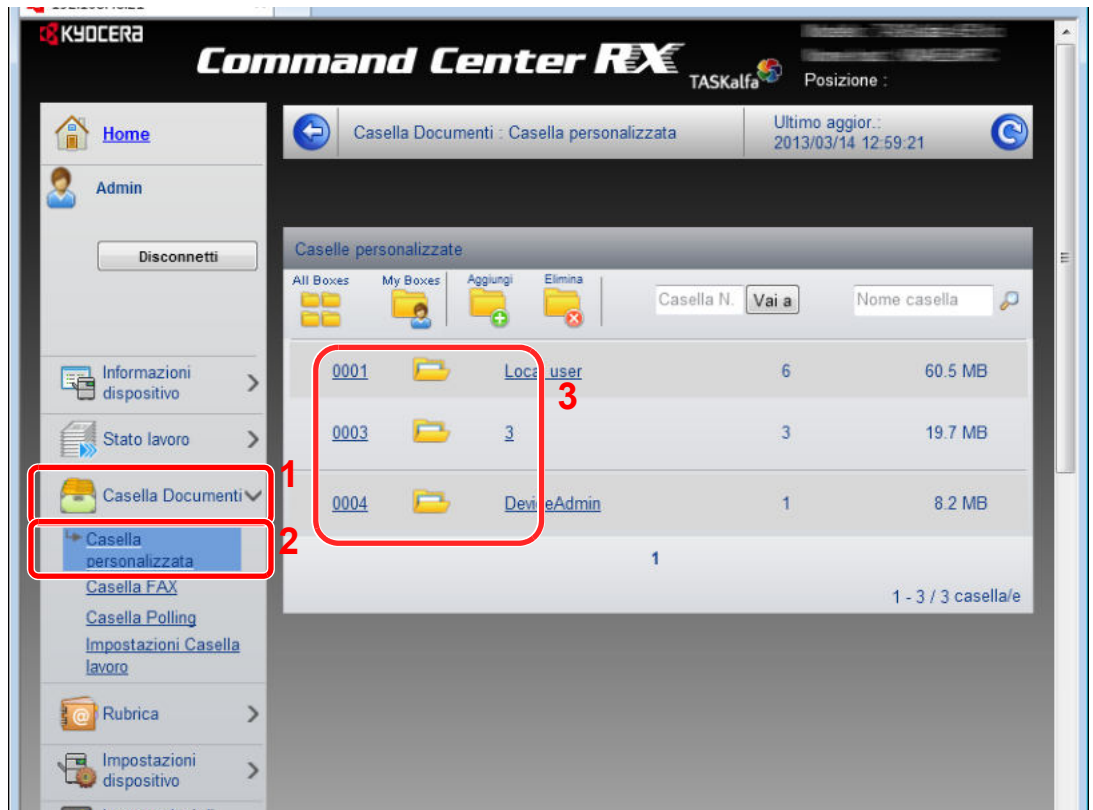 KYOCERA
Command Center RX
TASKalfa
Posizione :
Home
Admin
Disconnetti
Informazioni
dispositivo
Stato lavoro
1
Casella Documenti
2
Casella
personalizzata
Casella FAX
Casella Polling
Impostazioni Casella
lavoro
Rubrica
Impostazioni
dispositivo
Casella Documenti : Casella personalizzata
Ultimo aggior.:
2013/03/14 12:59:21
Caselle personalizzate
All Boxes My Boxes Aggiungi Elimina
Casella N. Vai a Nome casella
0001 Local user 6 60.5 MB
3
0003 3 3 19.7 MB
0004 DeviceAdmin 1 8.2 MB
1
1 - 3 / 3 casella/e